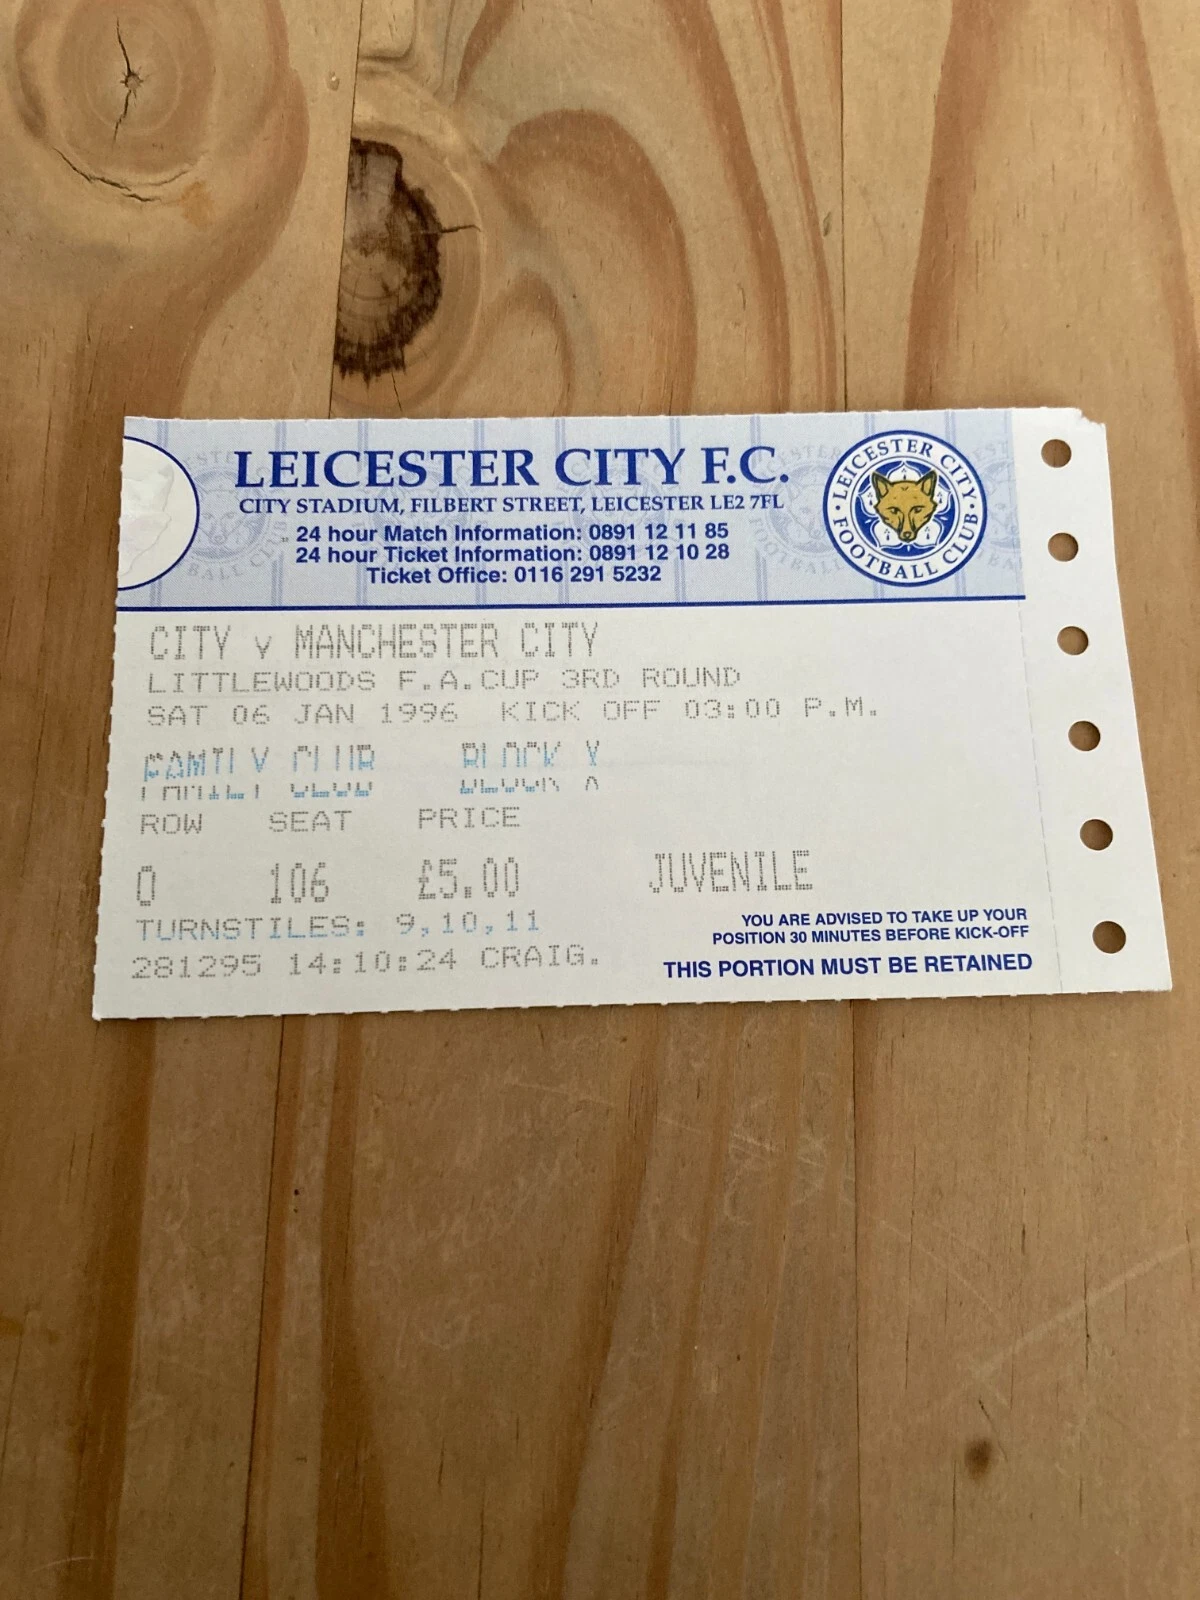 LEICESTER CITY F.C.
CITY STADIUM, FILBERT STREET, LEICESTER LE2 7FL
24 hour Match Information: 0891 12 11 85
24 hour Ticket Information: 0891 12 10 28
Ticket Office: 0116 291 5232
LEICESTER CITY
FOOTBALL CLUB
CITY v MANCHESTER CITY
LITTLEWOODS F.A.CUP 3RD ROUND
SAT 06 JAN 1996 KICK OFF 03:00 P.M.
FAMILY CLUB BLOCK X
ROW SEAT PRICE
O 106 £5.00 JUVENILE
TURNSTILES: 9,10,11
281295 14:10:24 CRAIG.
YOU ARE ADVISED TO TAKE UP YOUR
POSITION 30 MINUTES BEFORE KICK-OFF
THIS PORTION MUST BE RETAINED